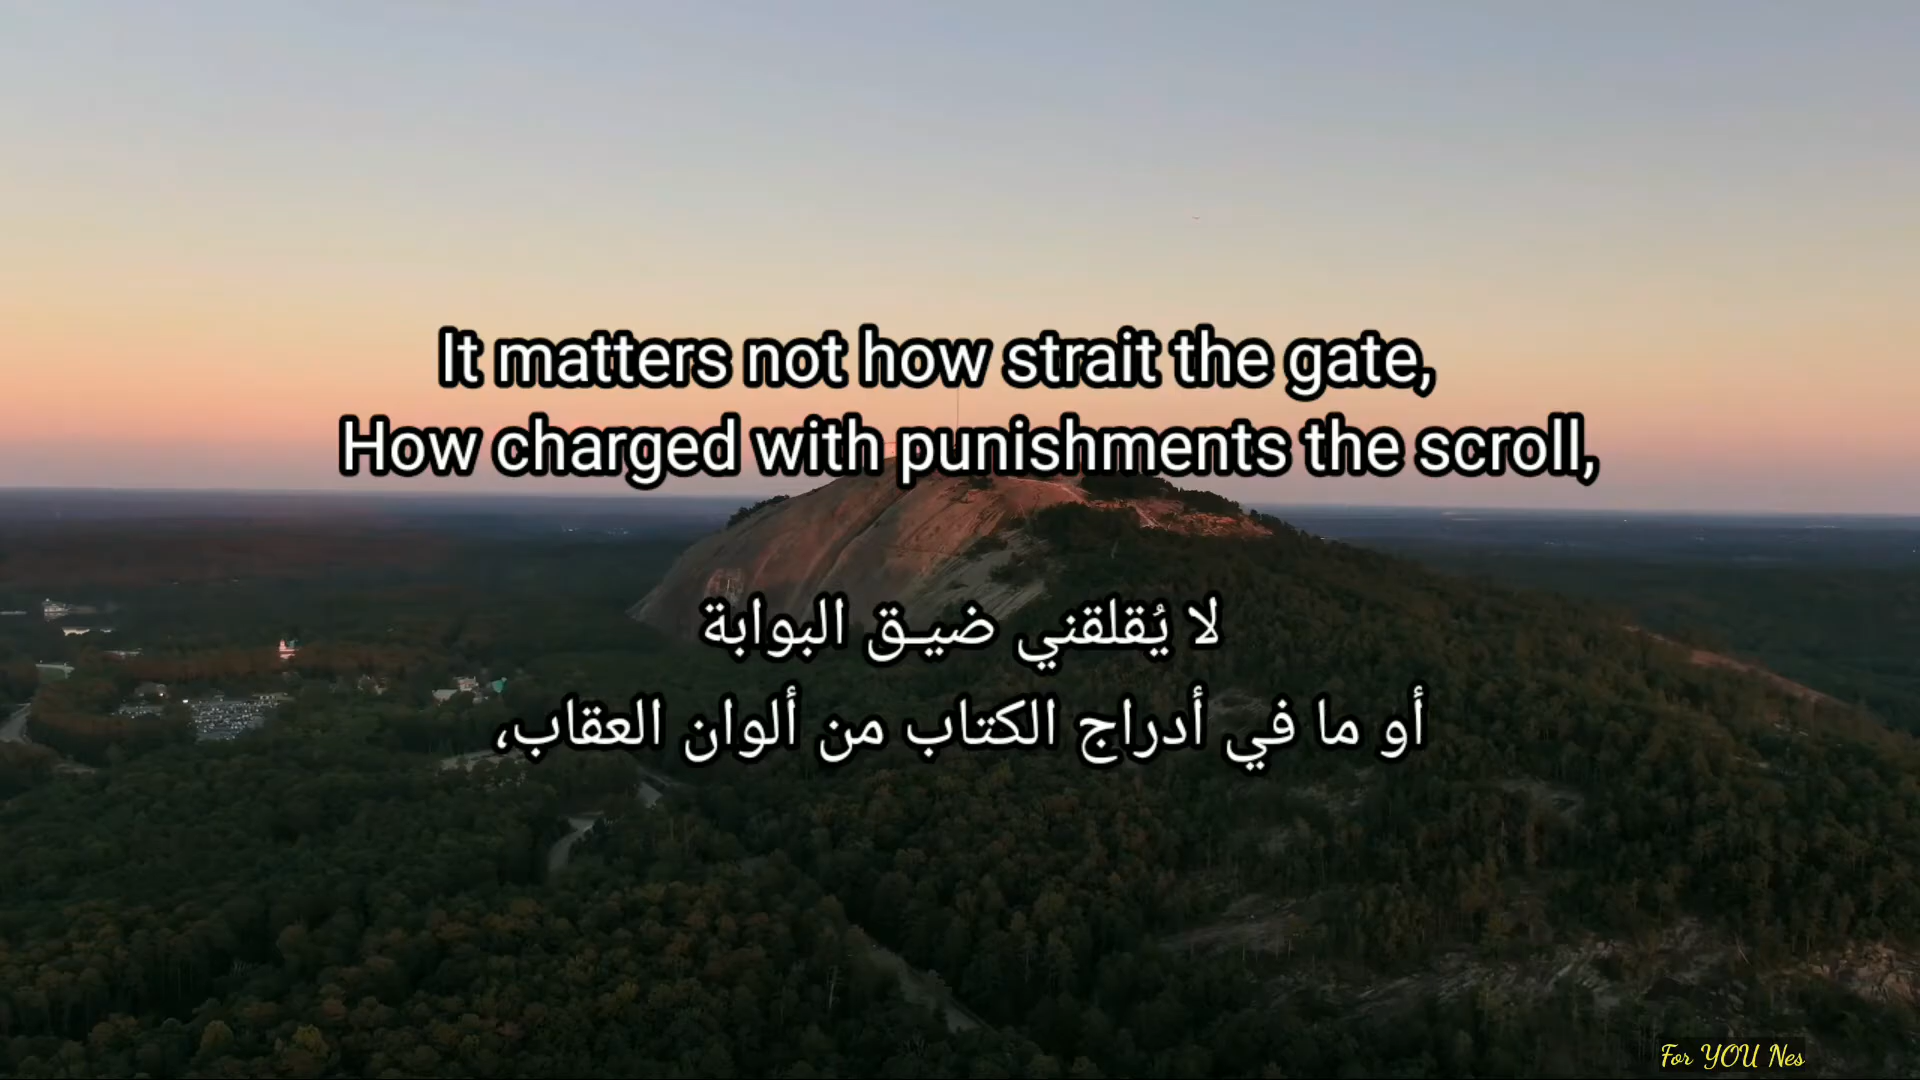 It matters not how strait the gate,
How charged with punishments the scroll,
لا يُقلقني ضيـق البوابة
أو ما في أدراج الكتاب من ألوان العقاب،
For YOU Nes